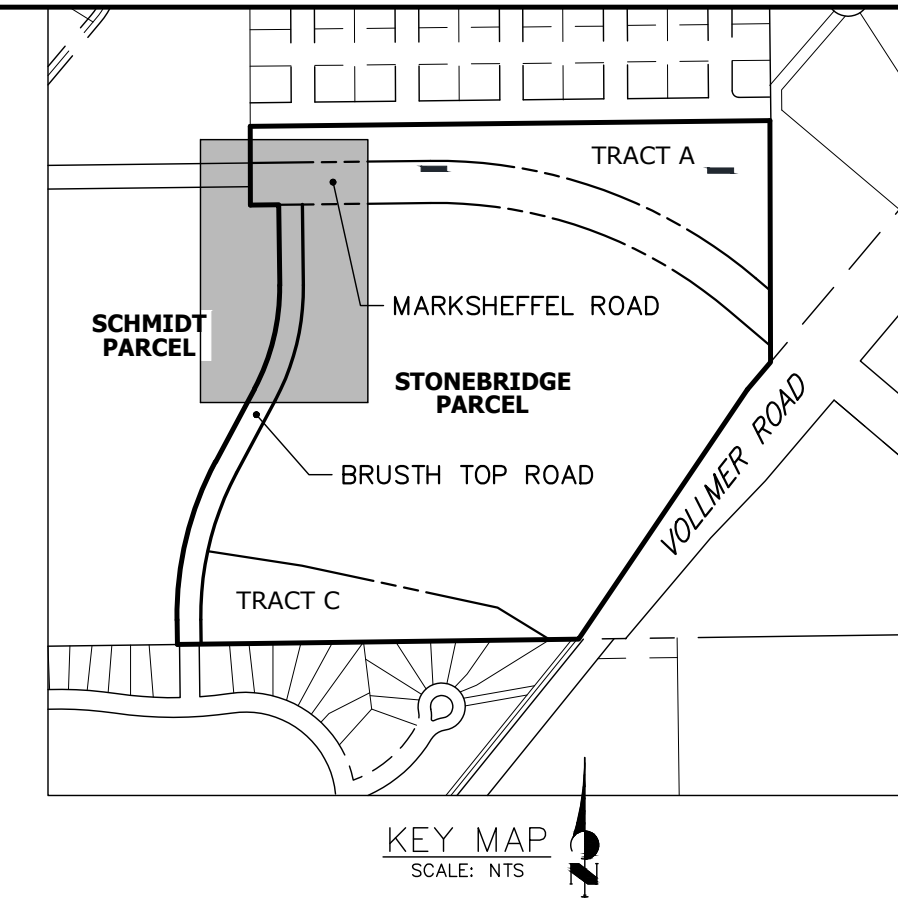 TRACT A
MARKSHEFFEL ROAD
SCHMIDT
PARCEL
STONEBRIDGE
PARCEL
VOLLMER ROAD
BRUSTH TOP ROAD
TRACT C
KEY MAP
SCALE: NTS
N